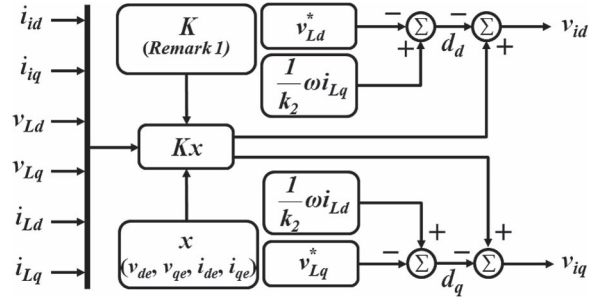 i_id
i_iq
v_Ld
v_Lq
i_Ld
i_Lq
K
(Remark 1)
Kx
x
(v_de, v_qe, i_de, i_qe)
v*_Ld
1/k_2 ωi_Lq
1/k_2 ωi_Ld
v*_Lq
− Σ − Σ v_id
+ d_d +
+ +
− Σ − Σ v_iq
d_q